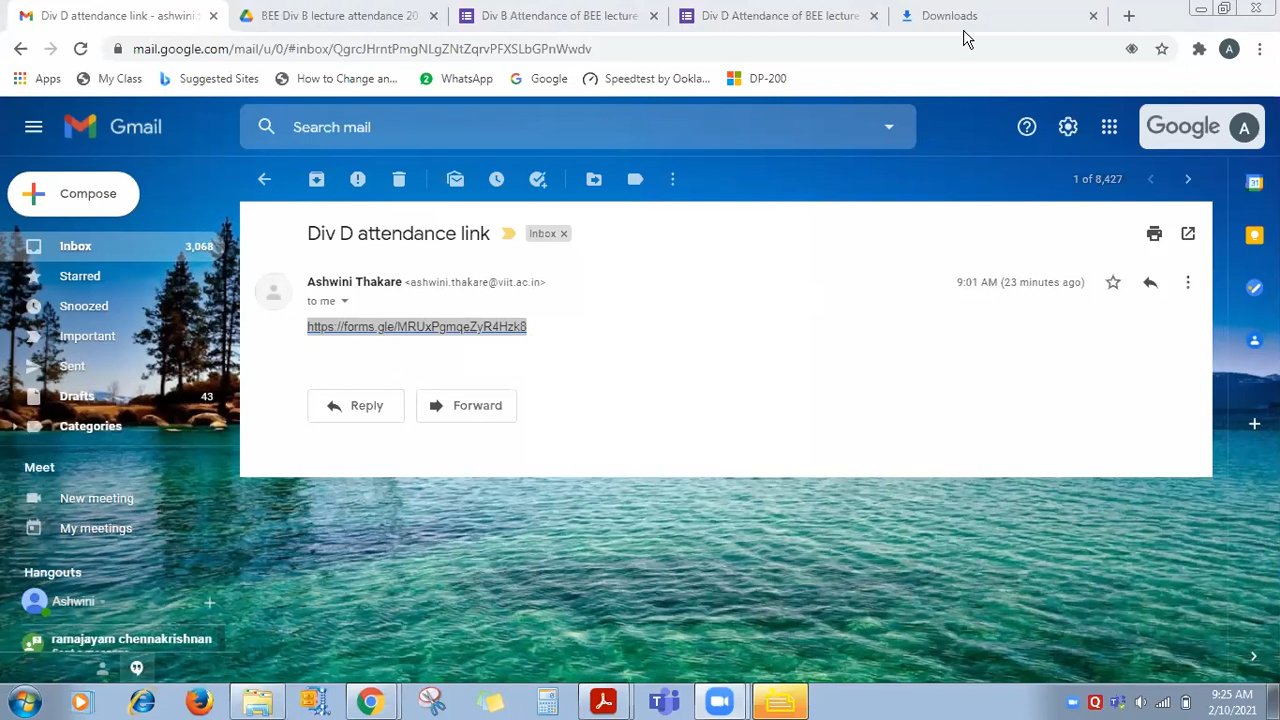 Div D attendance link - ashwini
BEE Div B lecture attendance 20
Div B Attendance of BEE lecture
Div D Attendance of BEE lecture
Downloads
mail.google.com/mail/u/0/#inbox/QgrcJHrntPmgNLgZNtZqrvPFXSLbGPnWwdv
A
Apps
My Class
Suggested Sites
How to Change an...
2
WhatsApp
Google
Speedtest by Ookla...
DP-200
Gmail
Search mail
Google
A
Compose
1 of 8,427
31
Inbox
3,068
Starred
Snoozed
Important
Sent
Drafts
43
Categories
Meet
New meeting
My meetings
Hangouts
Ashwini
ramajayam chennakrishnan
Div D attendance link
Inbox
Ashwini Thakare <ashwini.thakare@viit.ac.in>
9:01 AM (23 minutes ago)
to me
https://forms.gle/MRUxPgmqeZyR4Hzk8
Reply
Forward
9:25 AM
2/10/2021